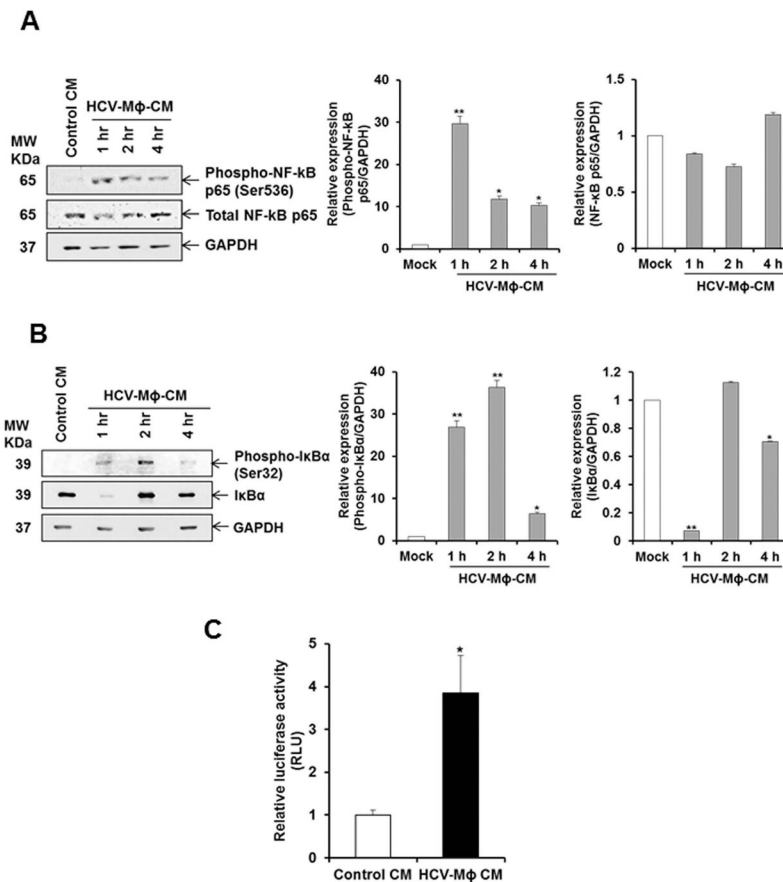 A
Control CM
HCV-Mϕ-CM
1 hr 2 hr 4 hr
MW
KDa
65
Phospho-NF-kB
p65 (Ser536)
65
Total NF-kB p65
37
GAPDH
Relative expression
(Phospho-NF-kB
p65/GAPDH)
40
30
20
10
0
**
*
*
Mock 1 h 2 h 4 h
HCV-Mϕ-CM
Relative expression
(NF-κB p65/GAPDH)
1.5
1
0.5
0
Mock 1 h 2 h 4 h
HCV-Mϕ-CM
B
Control CM
HCV-Mϕ-CM
1 hr 2 hr 4 hr
MW
KDa
39
Phospho-IκBα
(Ser32)
39
IκBα
37
GAPDH
Relative expression
(Phospho-IκBα/GAPDH)
40
30
20
10
0
**
**
*
Mock 1 h 2 h 4 h
HCV-Mϕ-CM
Relative expression
(IκBα/GAPDH)
1.2
1
0.8
0.6
0.4
0.2
0
**
*
Mock 1 h 2 h 4 h
HCV-Mϕ-CM
C
Relative luciferase activity
(RLU)
5
4
3
2
1
0
*
Control CM HCV-Mϕ CM